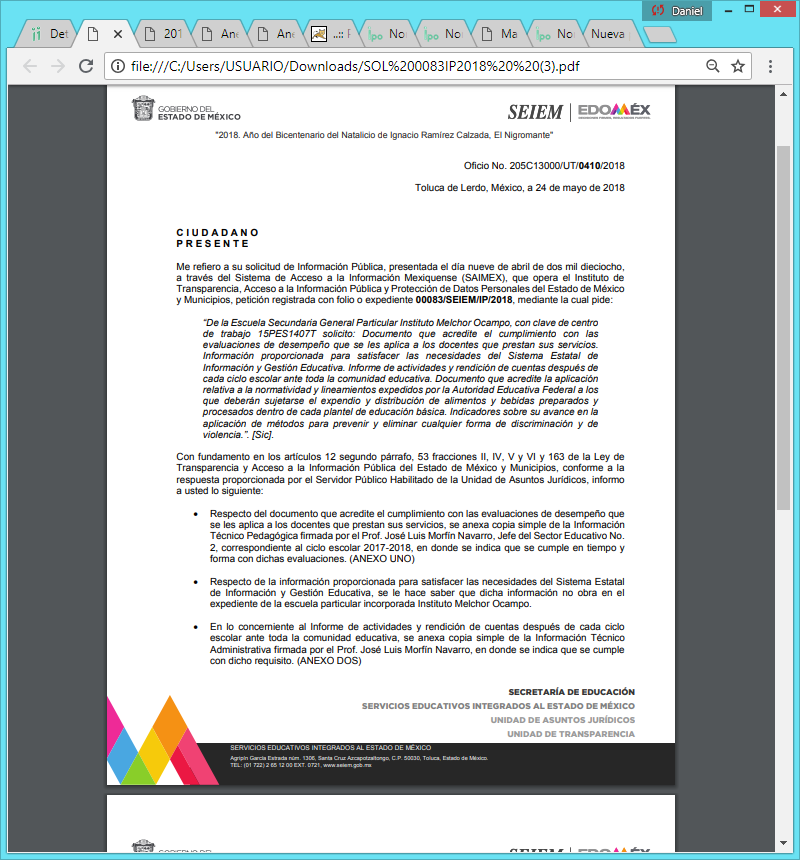 Daniel
Det
201
Ane
Ane
..:: F
Nor
Nor
Ma
Nor
Nueva
file:///C:/Users/USUARIO/Downloads/SOL%200083IP2018%20%20(3).pdf
GOBIERNO DEL
ESTADO DE MÉXICO
SEIEM
EDOMÉX
"2018. Año del Bicentenario del Natalicio de Ignacio Ramírez Calzada, El Nigromante"
Oficio No. 205C13000/UT/0410/2018
Toluca de Lerdo, México, a 24 de mayo de 2018
C I U D A D A N O
P R E S E N T E
Me refiero a su solicitud de Información Pública, presentada el día nueve de abril de dos mil dieciocho,
a través del Sistema de Acceso a la Información Mexiquense (SAIMEX), que opera el Instituto de
Transparencia, Acceso a la Información Pública y Protección de Datos Personales del Estado de México
y Municipios, petición registrada con folio o expediente 00083/SEIEM/IP/2018, mediante la cual pide:
"De la Escuela Secundaria General Particular Instituto Melchor Ocampo, con clave de centro
de trabajo 15PES1407T solicito: Documento que acredite el cumplimiento con las
evaluaciones de desempeño que se les aplica a los docentes que prestan sus servicios.
Información proporcionada para satisfacer las necesidades del Sistema Estatal de
Información y Gestión Educativa. Informe de actividades y rendición de cuentas después de
cada ciclo escolar ante toda la comunidad educativa. Documento que acredite la aplicación
relativa a la normatividad y lineamientos expedidos por la Autoridad Educativa Federal a los
que deberán sujetarse el expendio y distribución de alimentos y bebidas preparados y
procesados dentro de cada plantel de educación básica. Indicadores sobre su avance en la
aplicación de métodos para prevenir y eliminar cualquier forma de discriminación y de
violencia.". [Sic].
Con fundamento en los artículos 12 segundo párrafo, 53 fracciones II, IV, V y VI y 163 de la Ley de
Transparencia y Acceso a la Información Pública del Estado de México y Municipios, conforme a la
respuesta proporcionada por el Servidor Público Habilitado de la Unidad de Asuntos Jurídicos, informo
a usted lo siguiente:
• Respecto del documento que acredite el cumplimiento con las evaluaciones de desempeño que
se les aplica a los docentes que prestan sus servicios, se anexa copia simple de la Información
Técnico Pedagógica firmada por el Prof. José Luis Morfín Navarro, Jefe del Sector Educativo No.
2, correspondiente al ciclo escolar 2017-2018, en donde se indica que se cumple en tiempo y
forma con dichas evaluaciones. (ANEXO UNO)
• Respecto de la información proporcionada para satisfacer las necesidades del Sistema Estatal
de Información y Gestión Educativa, se le hace saber que dicha información no obra en el
expediente de la escuela particular incorporada Instituto Melchor Ocampo.
• En lo concerniente al Informe de actividades y rendición de cuentas después de cada ciclo
escolar ante toda la comunidad educativa, se anexa copia simple de la Información Técnico
Administrativa firmada por el Prof. José Luis Morfín Navarro, en donde se indica que se cumple
con dicho requisito. (ANEXO DOS)
SECRETARÍA DE EDUCACIÓN
SERVICIOS EDUCATIVOS INTEGRADOS AL ESTADO DE MÉXICO
UNIDAD DE ASUNTOS JURÍDICOS
UNIDAD DE TRANSPARENCIA
SERVICIOS EDUCATIVOS INTEGRADOS AL ESTADO DE MÉXICO
Agripín García Estrada núm. 1306, Santa Cruz Azcapotzaltongo, C.P. 50030, Toluca, Estado de México.
TEL: (01 722) 2 65 12 00 EXT. 0721, www.seiem.gob.mx
GOBIERNO DEL
SEIEM
EDOMÉX